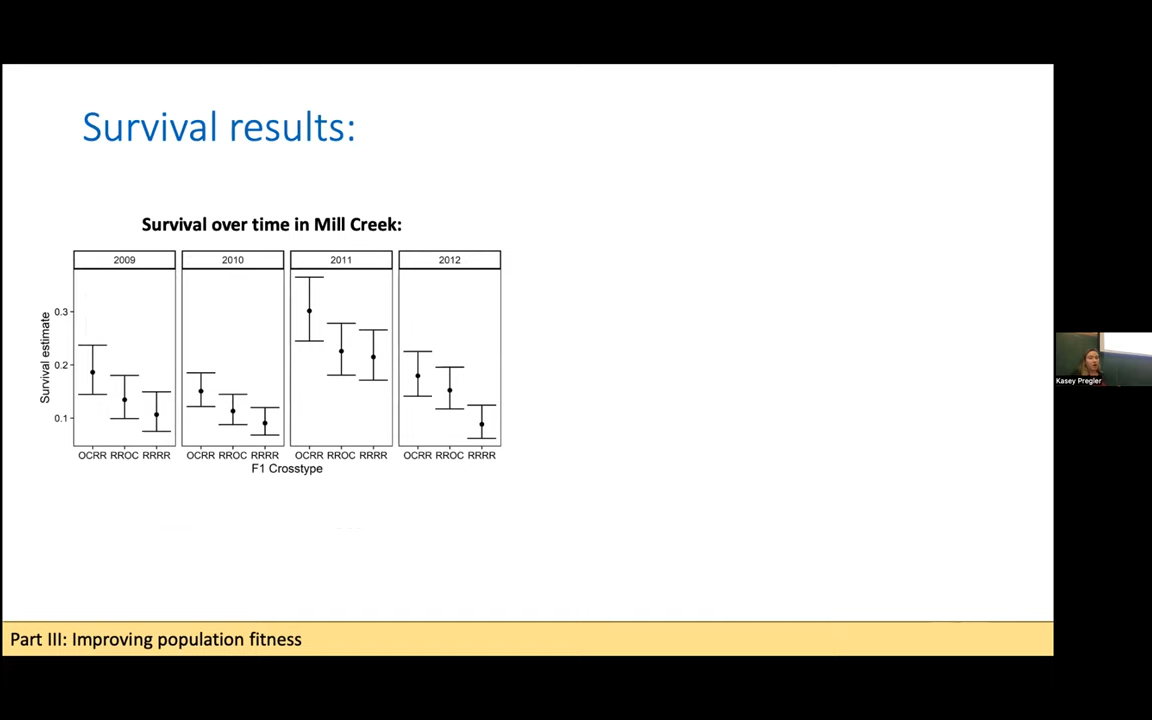 Survival results:
Survival over time in Mill Creek:
2009 2010 2011 2012
Survival estimate
0.3
0.2
0.1
OCRR RROC RRRR OCRR RROC RRRR OCRR RROC RRRR OCRR RROC RRRR
F1 Crosstype
Kasey Pregler
Part III: Improving population fitness